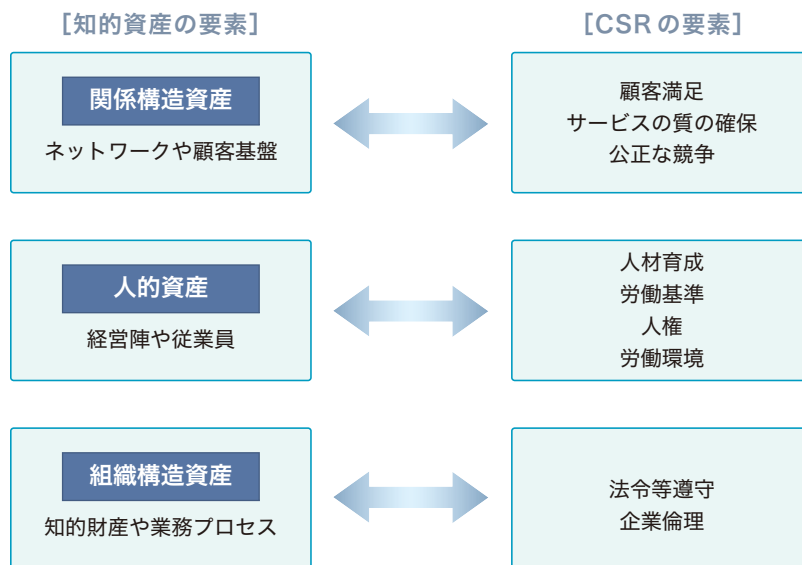 [知的資産の要素]
[CSRの要素]
関係構造資産
ネットワークや顧客基盤
顧客満足
サービスの質の確保
公正な競争
人的資産
経営陣や従業員
人材育成
労働基準
人権
労働環境
組織構造資産
知的財産や業務プロセス
法令等遵守
企業倫理